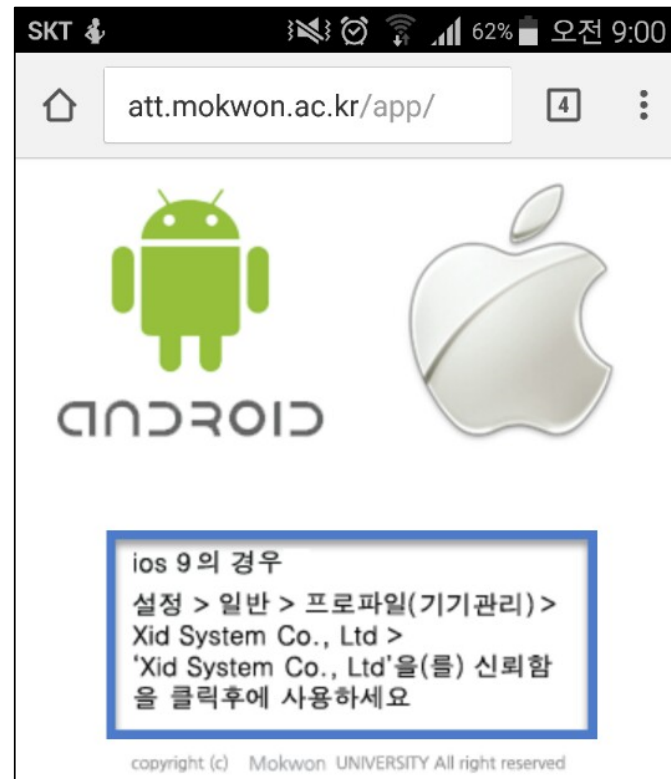 SKT 62% 오전 9:00
att.mokwon.ac.kr/app/ 4
ANDROID
ios 9의 경우
설정 > 일반 > 프로파일(기기관리) >
Xid System Co., Ltd >
'Xid System Co., Ltd'을(를) 신뢰함
을 클릭후에 사용하세요
copyright (c) Mokwon UNIVERSITY All right reserved